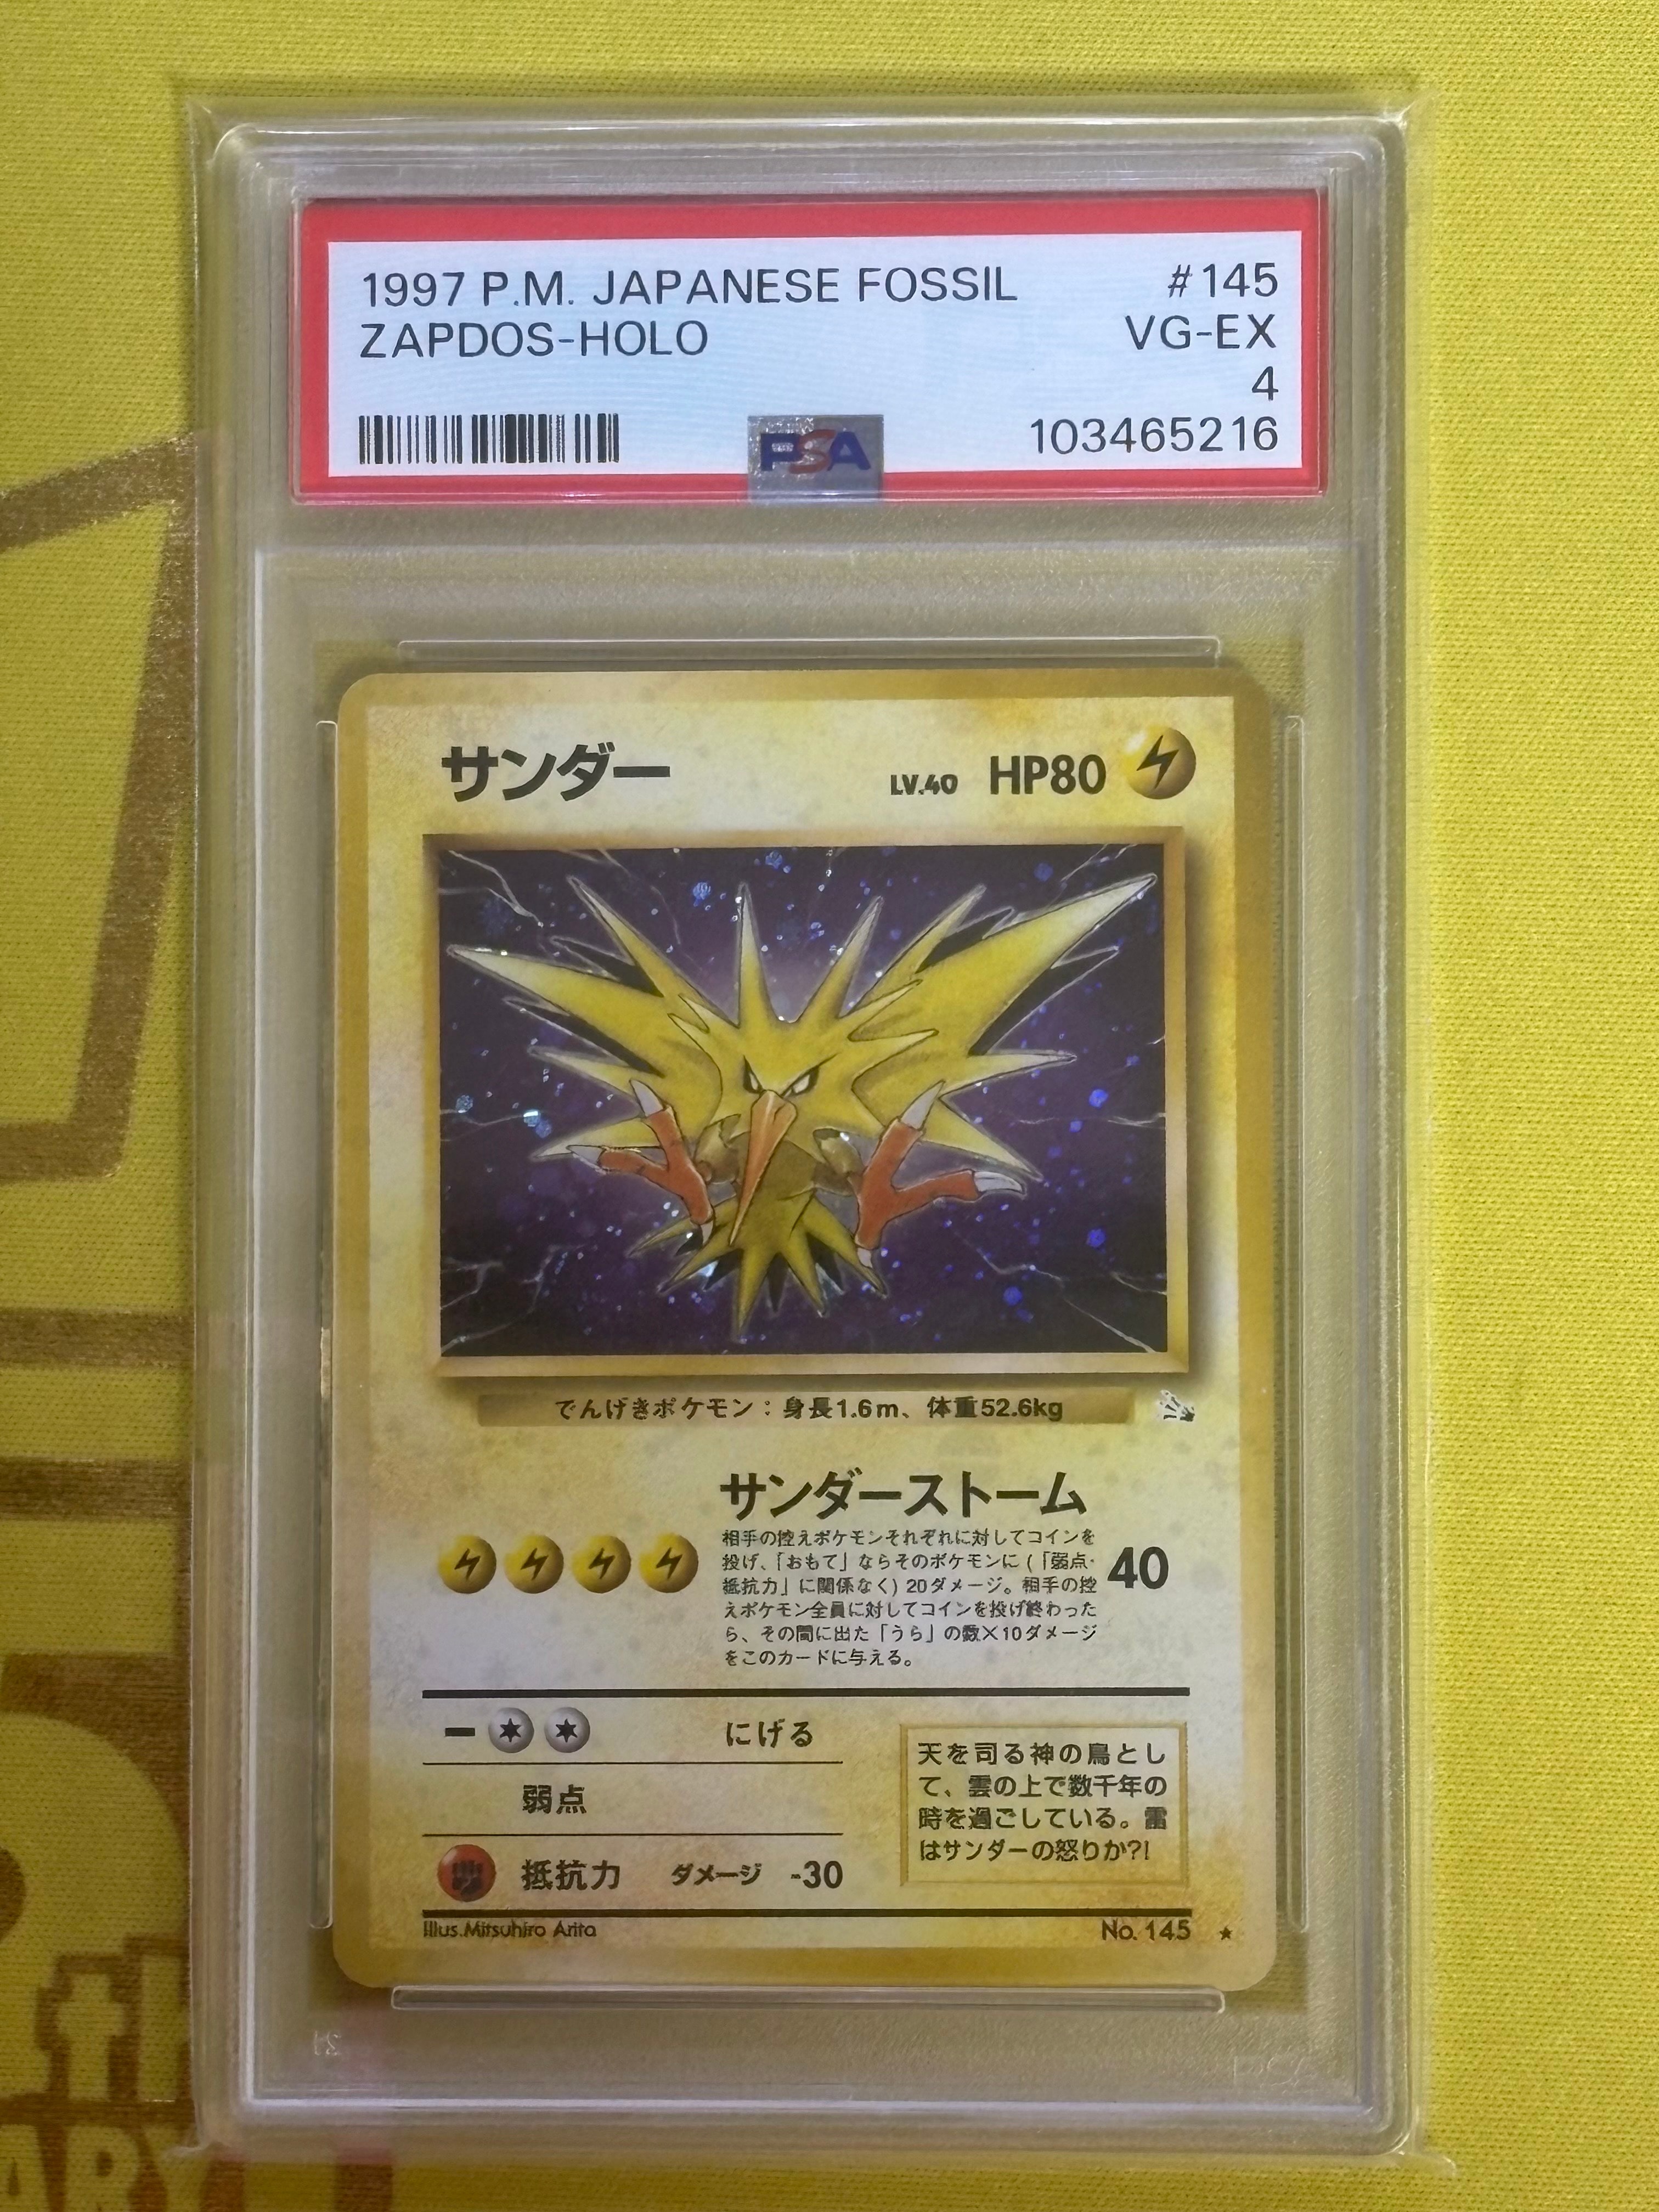 1997 P.M. JAPANESE FOSSIL #145
ZAPDOS-HOLO VG-EX
4
PSA 103465216
サンダー LV.40 HP80
でんげきポケモン：身長1.6m、体重52.6kg
サンダーストーム
相手の控えポケモンそれぞれに対してコインを
投げ、「おもて」ならそのポケモンに(「弱点・
抵抗力」に関係なく)20ダメージ。相手の控
えポケモン全員に対してコインを投げ終わった
ら、その間に出た「うら」の数×10ダメージ
をこのカードに与える。
40
にげる
弱点
抵抗力 ダメージ -30
天を司る神の鳥とし
て、雲の上で数千年の
時を過ごしている。雷
はサンダーの怒りか?!
Illus.Mitsuhiro Arita No. 145 ★